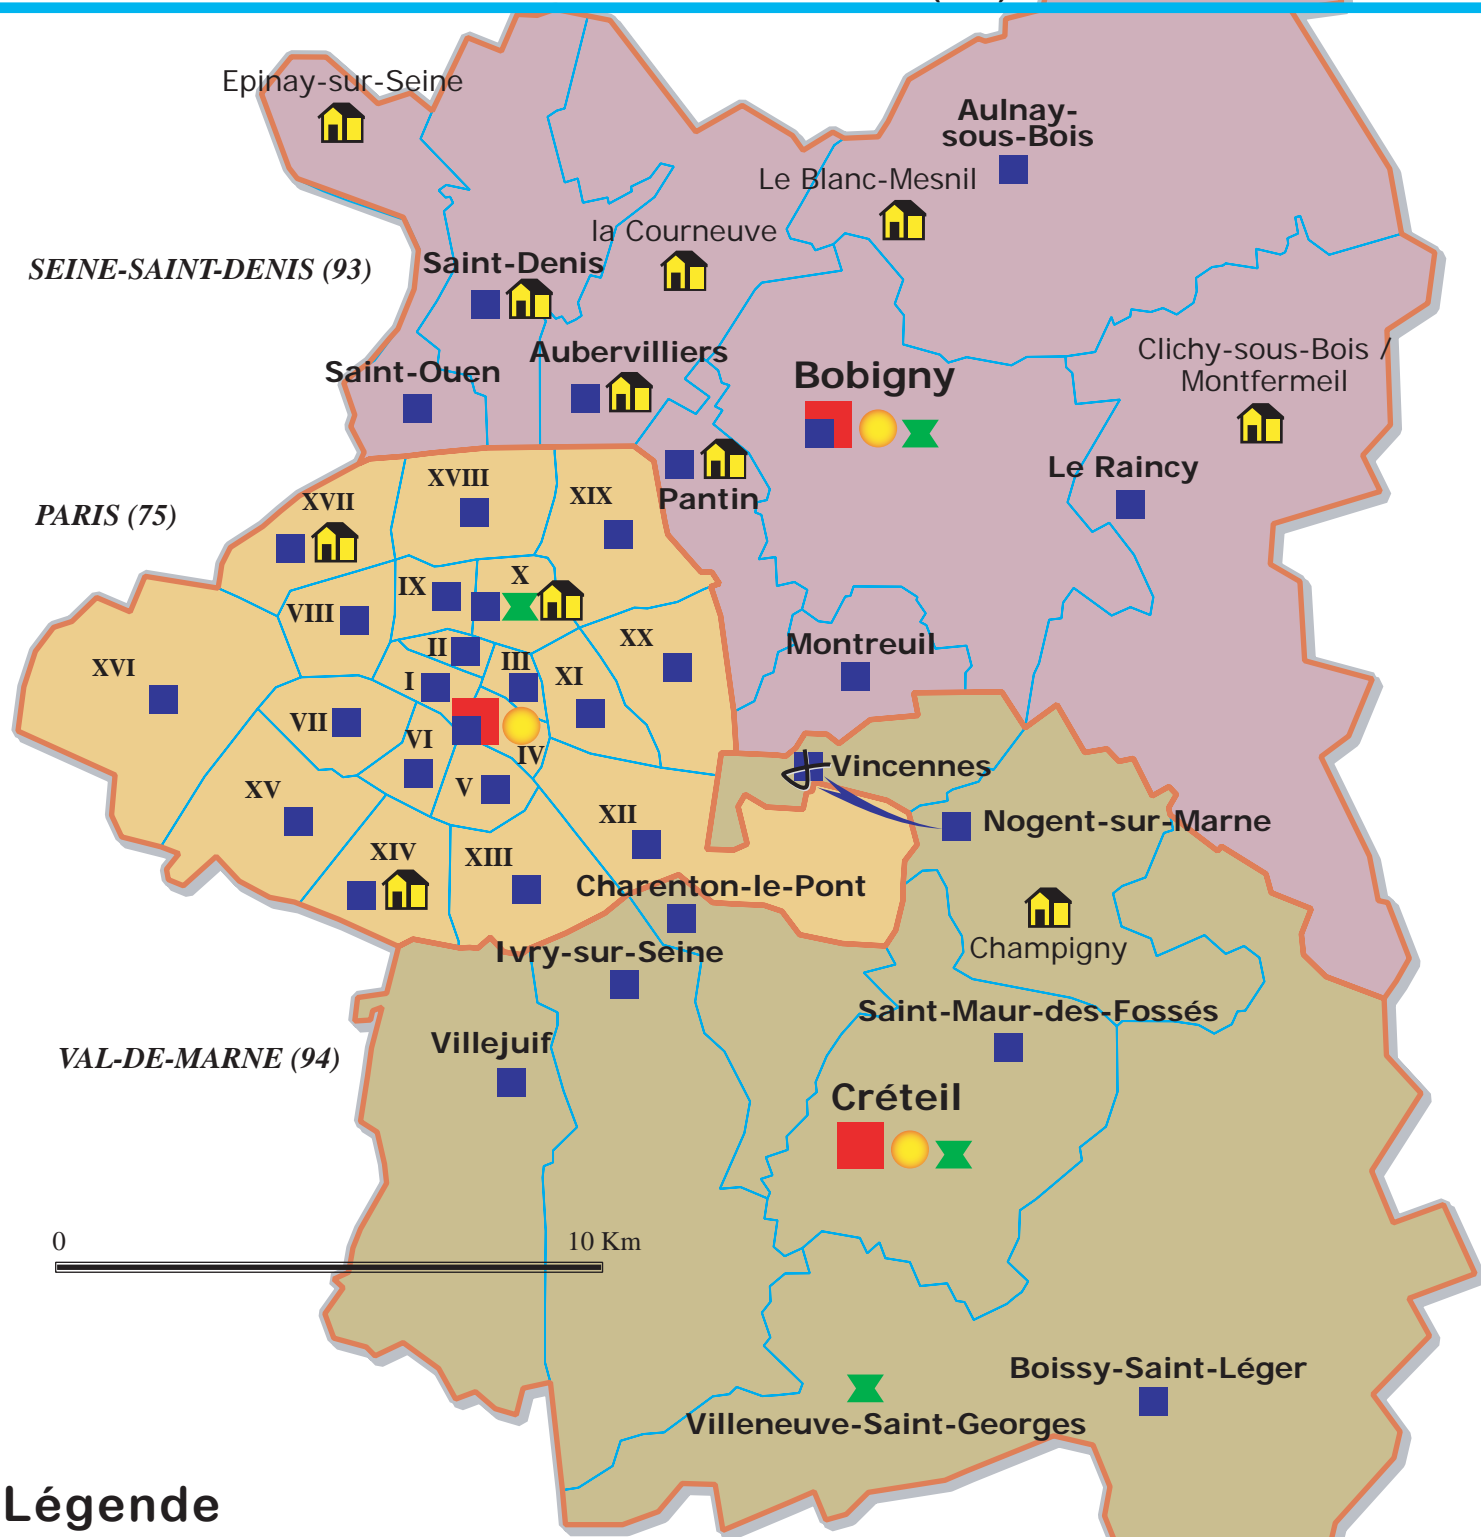 Epinay-sur-Seine
Aulnay-
sous-Bois
Le Blanc-Mesnil
la Courneuve
SEINE-SAINT-DENIS (93)
Saint-Denis
Aubervilliers
Saint-Ouen
Bobigny
Clichy-sous-Bois /
Montfermeil
Le Raincy
Pantin
PARIS (75)
XVII
XVIII
XIX
IX
X
VIII
II
III
XX
XVI
I
XI
Montreuil
VII
VI
IV
XV
V
XII
Vincennes
Nogent-sur-Marne
XIV
XIII
Charenton-le-Pont
Champigny
Ivry-sur-Seine
Saint-Maur-des-Fossés
Villejuif
VAL-DE-MARNE (94)
Créteil
0
10 Km
Boissy-Saint-Léger
Villeneuve-Saint-Georges
Légende